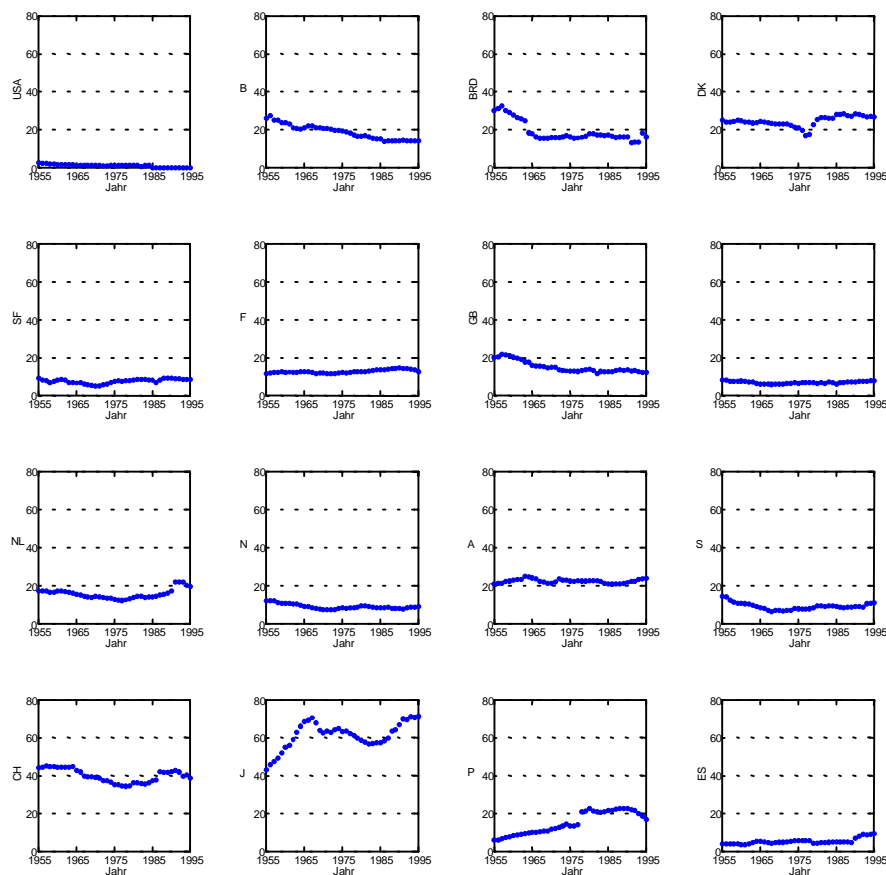 80 80 80 80
60 60 60 60
USA 40 B 40 BRD 40 DK 40
20 20 20 20
0 0 0 0
1955 1965 1975 1985 1995 1955 1965 1975 1985 1995 1955 1965 1975 1985 1995 1955 1965 1975 1985 1995
Jahr Jahr Jahr Jahr
80 80 80 80
60 60 60 60
SF 40 F 40 GB 40 40
20 20 20 20
0 0 0 0
1955 1965 1975 1985 1995 1955 1965 1975 1985 1995 1955 1965 1975 1985 1995 1955 1965 1975 1985 1995
Jahr Jahr Jahr Jahr
80 80 80 80
60 60 60 60
NL 40 N 40 A 40 S 40
20 20 20 20
0 0 0 0
1955 1965 1975 1985 1995 1955 1965 1975 1985 1995 1955 1965 1975 1985 1995 1955 1965 1975 1985 1995
Jahr Jahr Jahr Jahr
80 80 80 80
60 60 60 60
CH 40 J 40 P 40 ES 40
20 20 20 20
0 0 0 0
1955 1965 1975 1985 1995 1955 1965 1975 1985 1995 1955 1965 1975 1985 1995 1955 1965 1975 1985 1995
Jahr Jahr Jahr Jahr